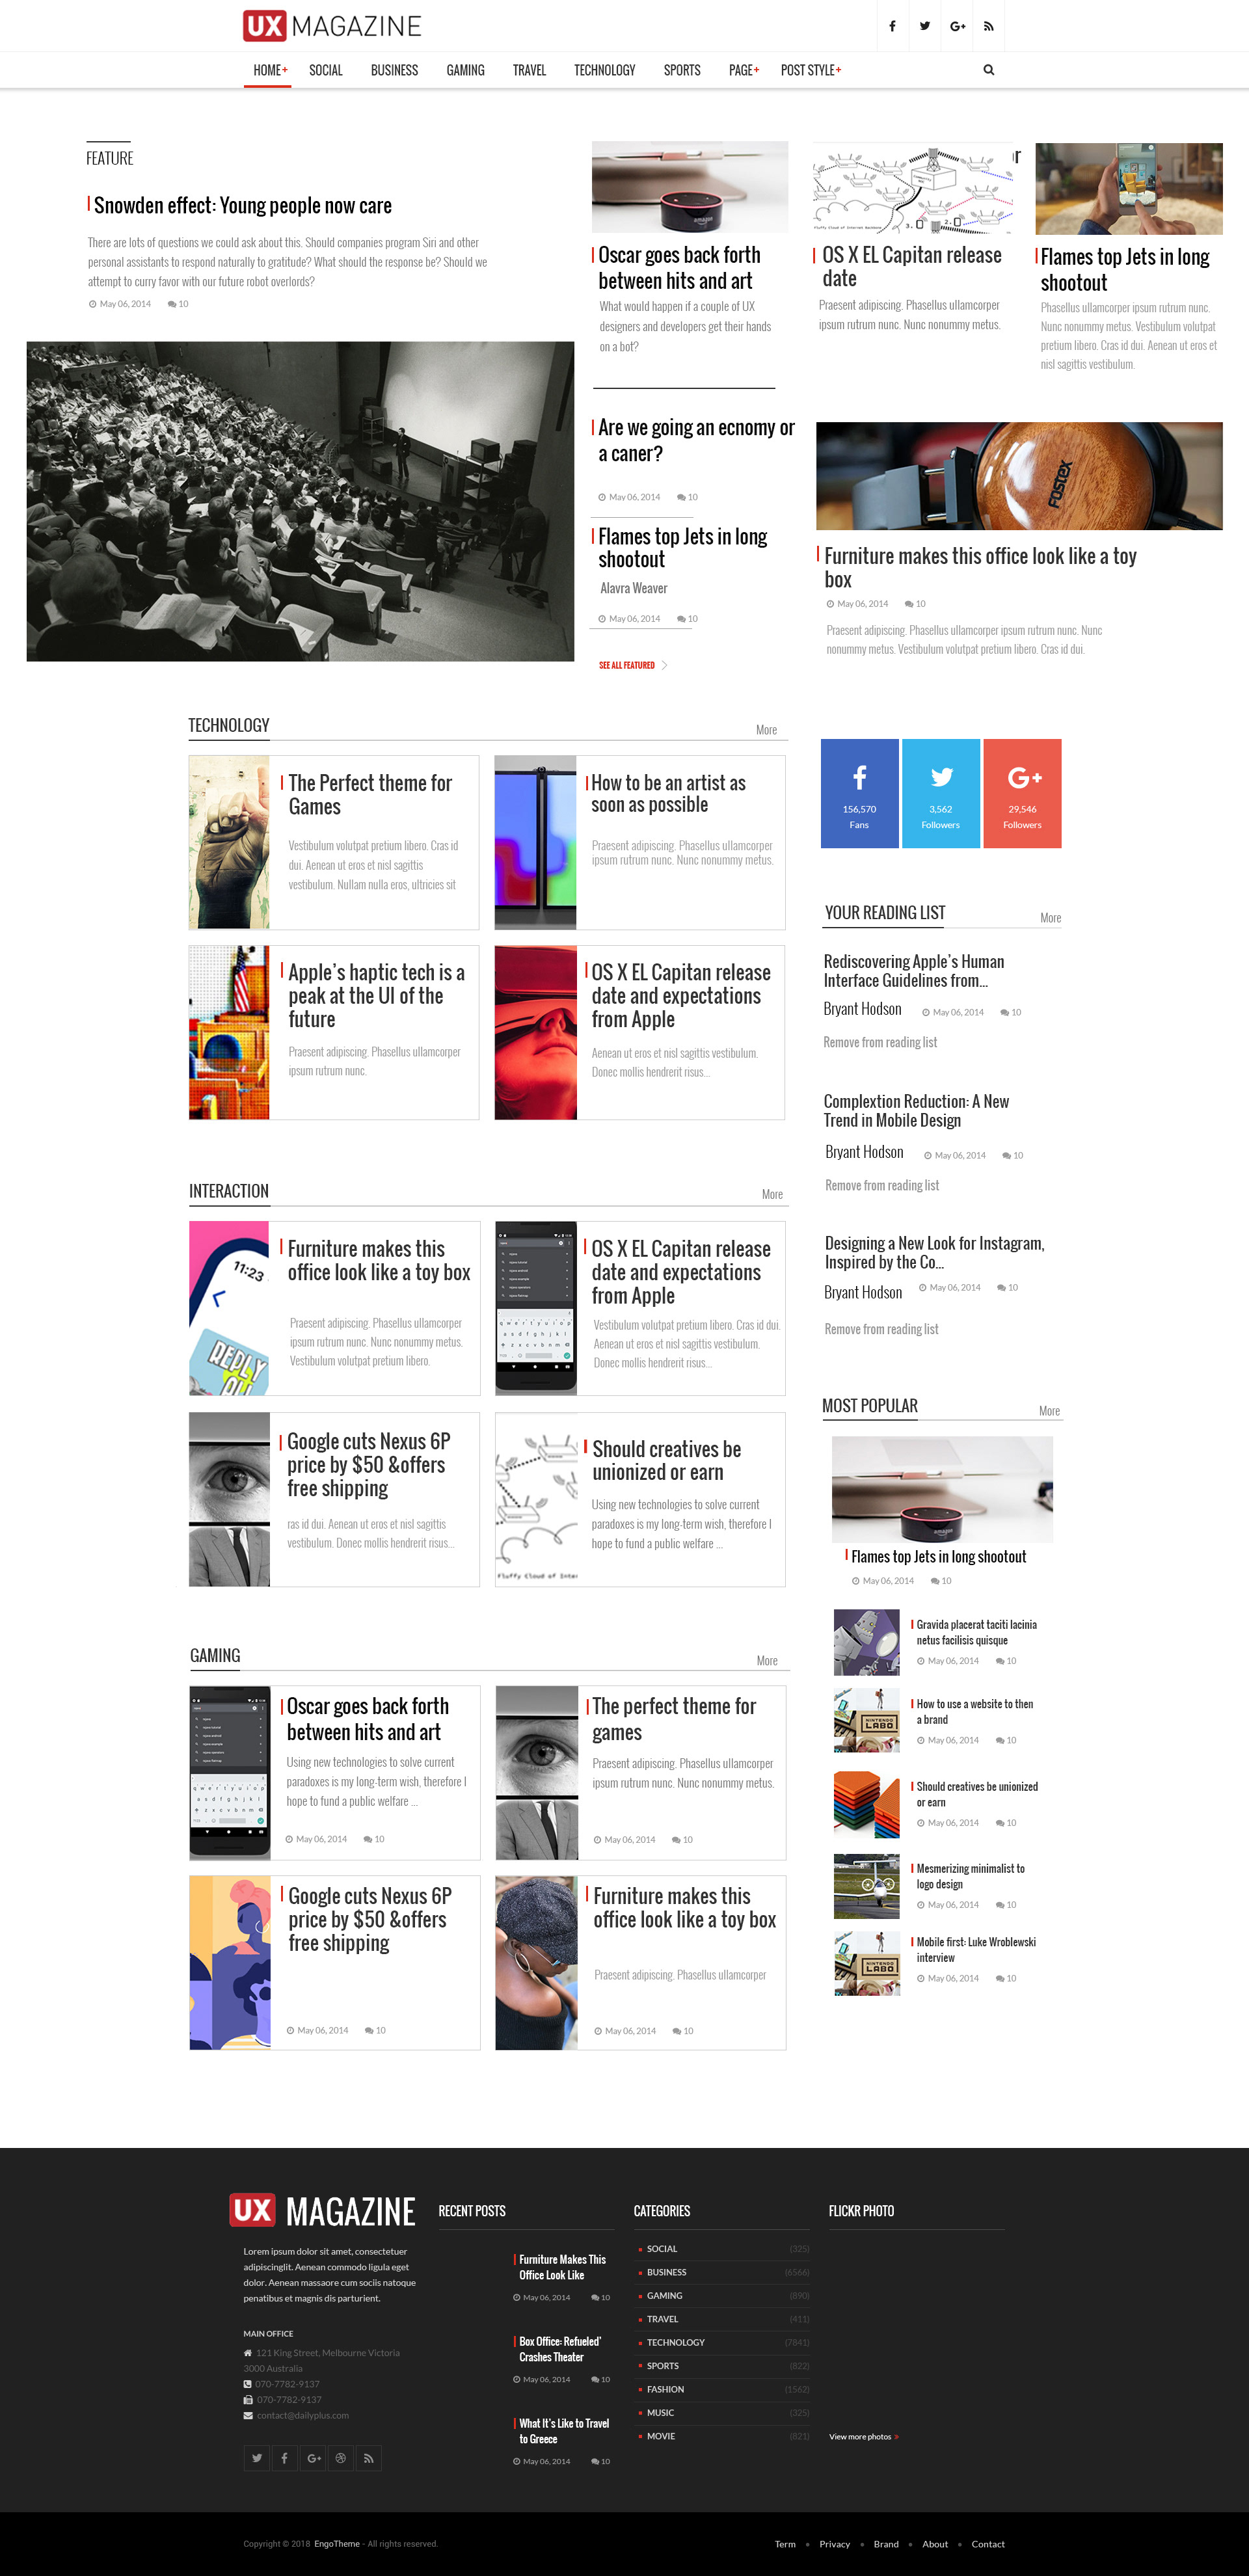 UX MAGAZINE
HOME+ SOCIAL BUSINESS GAMING TRAVEL TECHNOLOGY SPORTS PAGE+ POST STYLE+
FEATURE
Snowden effect: Young people now care
There are lots of questions we could ask about this. Should companies program Siri and other
personal assistants to respond naturally to gratitude? What should the response be? Should we
attempt to curry favor with our future robot overlords?
May 06, 2014 10
amazon
Oscar goes back forth
between hits and art
What would happen if a couple of UX
designers and developers get their hands
on a bot?
Are we going an ecnomy or
a caner?
May 06, 2014 10
Flames top Jets in long
shootout
Alavra Weaver
May 06, 2014 10
SEE ALL FEATURED
r
3. 2.
OS X EL Capitan release
date
Praesent adipiscing. Phasellus ullamcorper
ipsum rutrum nunc. Nunc nonummy metus.
Flames top Jets in long
shootout
Phasellus ullamcorper ipsum rutrum nunc.
Nunc nonummy metus. Vestibulum volutpat
pretium libero. Cras id dui. Aenean ut eros et
nisl sagittis vestibulum.
FOSTEX
Furniture makes this office look like a toy
box
May 06, 2014 10
Praesent adipiscing. Phasellus ullamcorper ipsum rutrum nunc. Nunc
nonummy metus. Vestibulum volutpat pretium libero. Cras id dui.
TECHNOLOGY More
The Perfect theme for
Games
Vestibulum volutpat pretium libero. Cras id
dui. Aenean ut eros et nisl sagittis
vestibulum. Nullam nulla eros, ultricies sit
How to be an artist as
soon as possible
Praesent adipiscing. Phasellus ullamcorper
ipsum rutrum nunc. Nunc nonummy metus.
Apple's haptic tech is a
peak at the UI of the
future
Praesent adipiscing. Phasellus ullamcorper
ipsum rutrum nunc.
OS X EL Capitan release
date and expectations
from Apple
Aenean ut eros et nisl sagittis vestibulum.
Donec mollis hendrerit risus...
INTERACTION More
11:23
REPLY
ALL
Furniture makes this
office look like a toy box
Praesent adipiscing. Phasellus ullamcorper
ipsum rutrum nunc. Nunc nonummy metus.
Vestibulum volutpat pretium libero.
OS X EL Capitan release
date and expectations
from Apple
Vestibulum volutpat pretium libero. Cras id dui.
Aenean ut eros et nisl sagittis vestibulum.
Donec mollis hendrerit risus...
Google cuts Nexus 6P
price by $50 &offers
free shipping
ras id dui. Aenean ut eros et nisl sagittis
vestibulum. Donec mollis hendrerit risus...
Fluffy Cloud of Inter
Should creatives be
unionized or earn
Using new technologies to solve current
paradoxes is my long-term wish, therefore I
hope to fund a public welfare ...
GAMING More
Oscar goes back forth
between hits and art
Using new technologies to solve current
paradoxes is my long-term wish, therefore I
hope to fund a public welfare ...
May 06, 2014 10
The perfect theme for
games
Praesent adipiscing. Phasellus ullamcorper
ipsum rutrum nunc. Nunc nonummy metus.
May 06, 2014 10
Google cuts Nexus 6P
price by $50 &offers
free shipping
May 06, 2014 10
Furniture makes this
office look like a toy box
Praesent adipiscing. Phasellus ullamcorper
May 06, 2014 10
156,570
Fans
3,562
Followers
29,546
Followers
YOUR READING LIST More
Rediscovering Apple's Human
Interface Guidelines from...
Bryant Hodson May 06, 2014 10
Remove from reading list
Complextion Reduction: A New
Trend in Mobile Design
Bryant Hodson May 06, 2014 10
Remove from reading list
Designing a New Look for Instagram,
Inspired by the Co...
Bryant Hodson May 06, 2014 10
Remove from reading list
MOST POPULAR More
amazon
Flames top Jets in long shootout
May 06, 2014 10
Gravida placerat taciti lacinia
netus facilisis quisque
May 06, 2014 10
NINTENDO
LABO
How to use a website to then
a brand
May 06, 2014 10
Should creatives be unionized
or earn
May 06, 2014 10
Mesmerizing minimalist to
logo design
May 06, 2014 10
NINTENDO
LABO
Mobile first: Luke Wroblewski
interview
May 06, 2014 10
UX MAGAZINE
Lorem ipsum dolor sit amet, consectetuer
adipiscinglit. Aenean commodo ligula eget
dolor. Aenean massaore cum sociis natoque
penatibus et magnis dis parturient.
MAIN OFFICE
121 King Street, Melbourne Victoria
3000 Australia
070-7782-9137
070-7782-9137
contact@dailyplus.com
RECENT POSTS
Furniture Makes This
Office Look Like
May 06, 2014 10
Box Office: Refueled'
Crashes Theater
May 06, 2014 10
What It's Like to Travel
to Greece
May 06, 2014 10
CATEGORIES
SOCIAL (325)
BUSINESS (6566)
GAMING (890)
TRAVEL (411)
TECHNOLOGY (7841)
SPORTS (822)
FASHION (1562)
MUSIC (325)
MOVIE (821)
FLICKR PHOTO
View more photos »
Copyright © 2018 EngoTheme - All rights reserved.
Term • Privacy • Brand • About • Contact